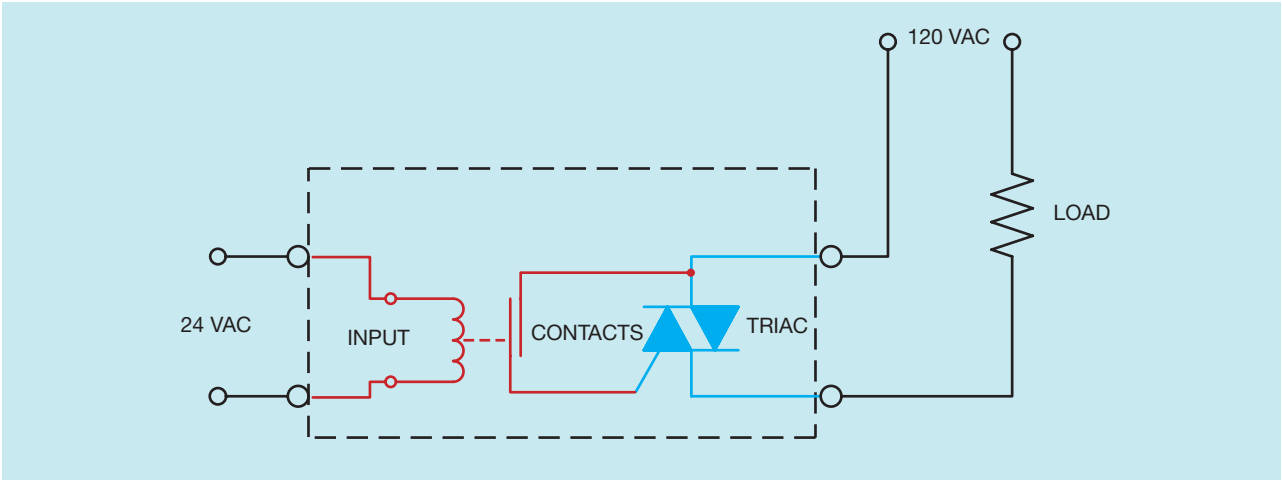 120 VAC
LOAD
24 VAC
INPUT
CONTACTS
TRIAC